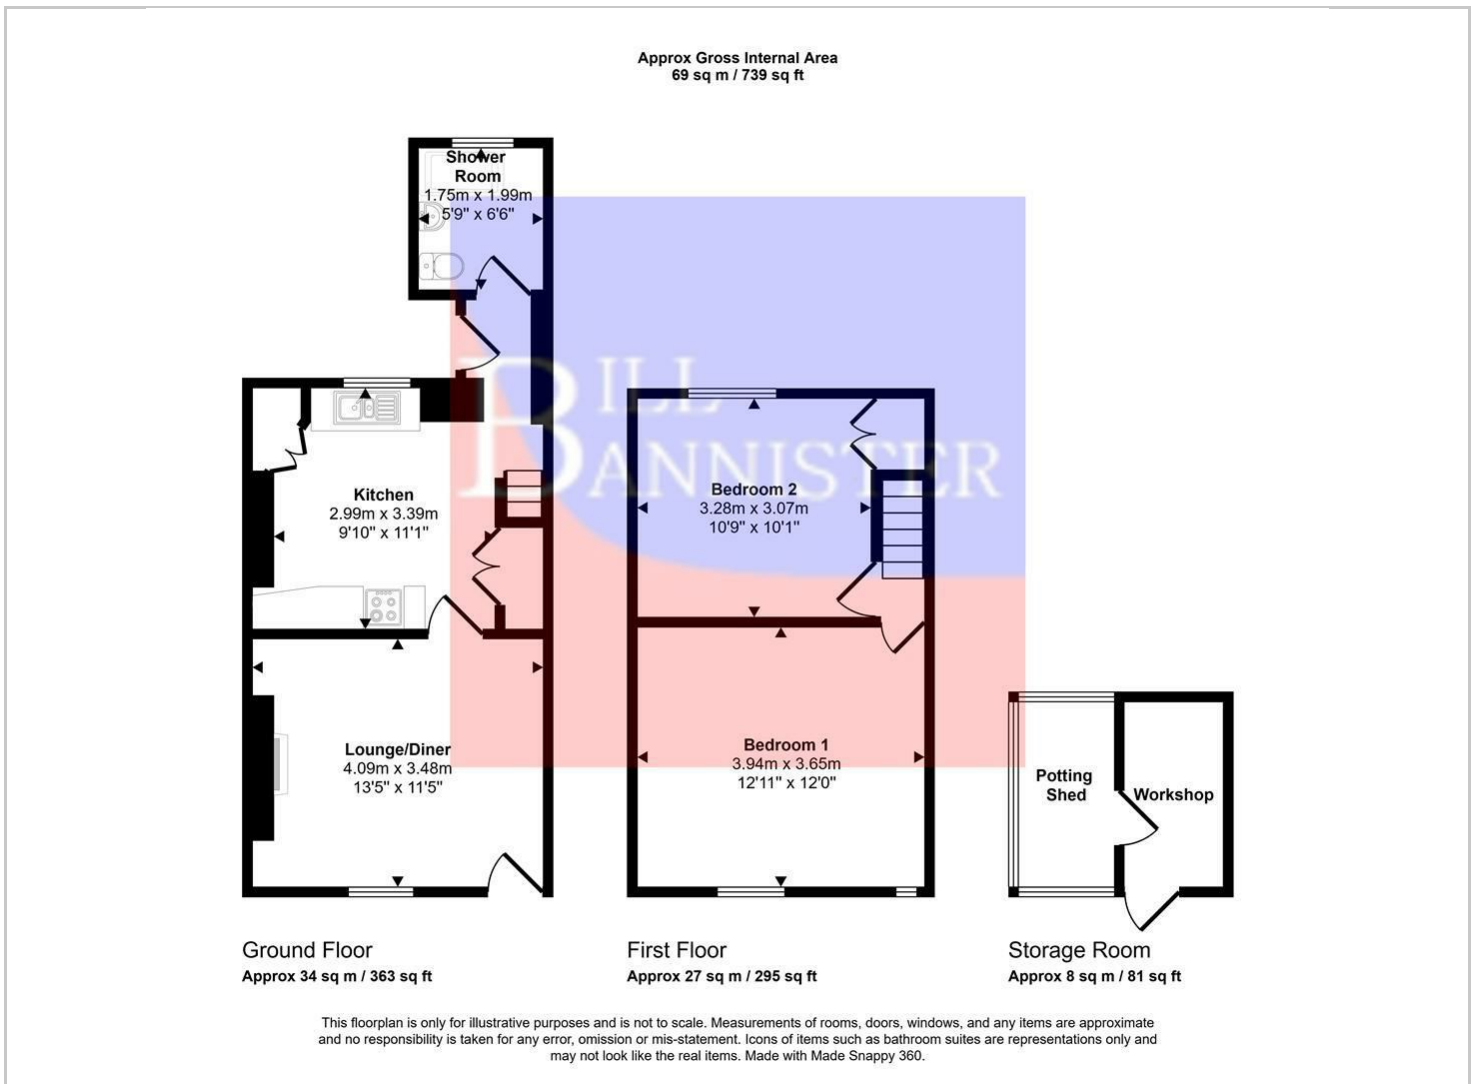 Approx Gross Internal Area
69 sq m / 739 sq ft
Shower
Room
1.75m x 1.99m
5'9" x 6'6"
BILL
BANNISTER
Kitchen
2.99m x 3.39m
9'10" x 11'1"
Bedroom 2
3.28m x 3.07m
10'9" x 10'1"
Lounge/Diner
4.09m x 3.48m
13'5" x 11'5"
Bedroom 1
3.94m x 3.65m
12'11" x 12'0"
Potting
Shed
Workshop
Ground Floor
Approx 34 sq m / 363 sq ft
First Floor
Approx 27 sq m / 295 sq ft
Storage Room
Approx 8 sq m / 81 sq ft
This floorplan is only for illustrative purposes and is not to scale. Measurements of rooms, doors, windows, and any items are approximate
and no responsibility is taken for any error, omission or mis-statement. Icons of items such as bathroom suites are representations only and
may not look like the real items. Made with Made Snappy 360.